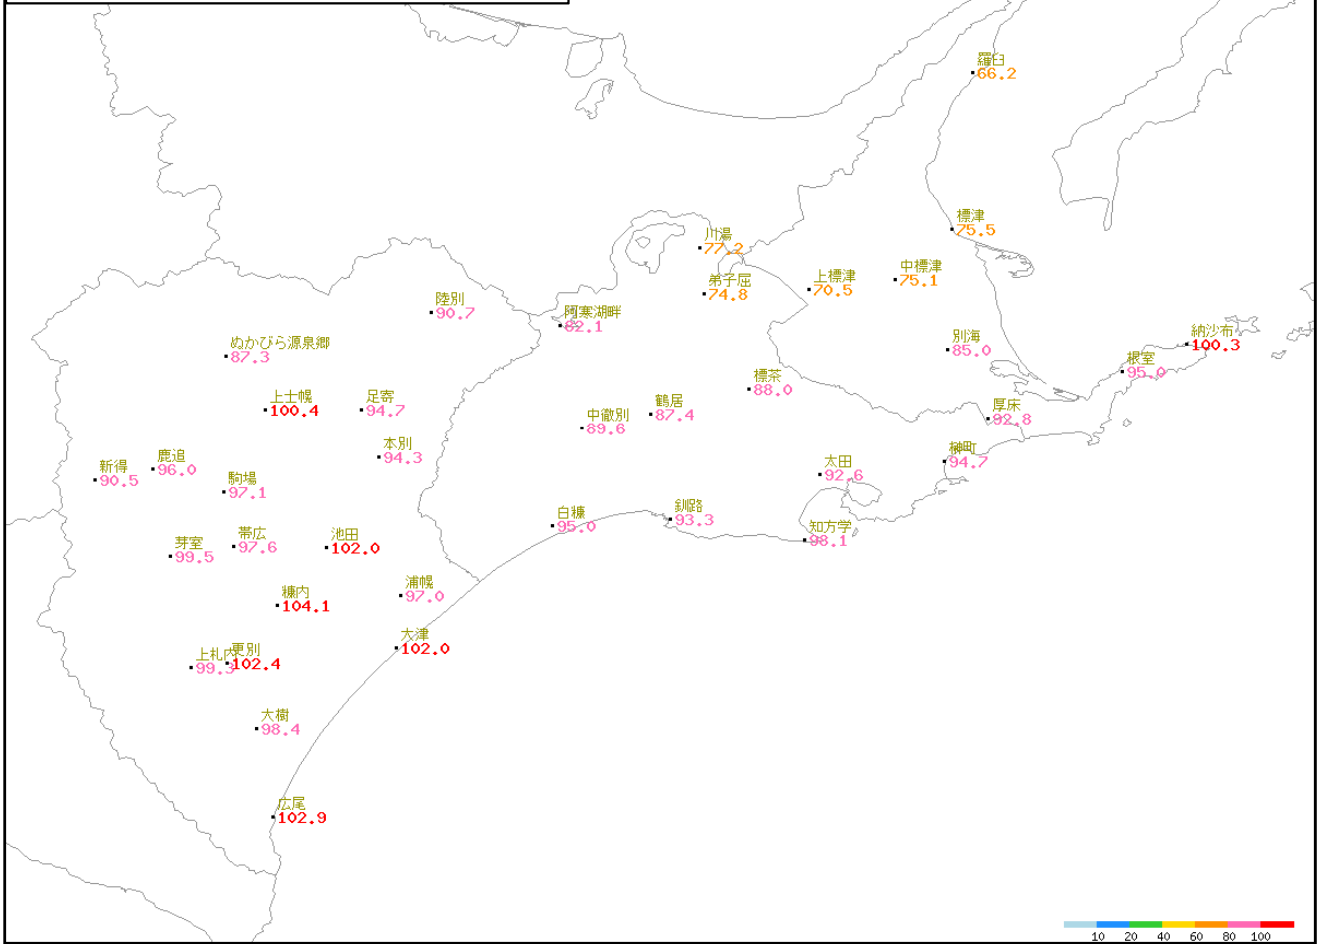 羅臼
66.2
標津
75.5
川湯
77.2
中標津
75.1
弟子屈
74.8
上標津
70.5
陸別
90.7
阿寒湖畔
82.1
ぬかびら源泉郷
87.3
別海
85.0
納沙布
100.3
根室
95.0
標茶
88.0
上士幌
100.4
足寄
94.7
鶴居
87.4
厚床
92.8
中徹別
89.6
本別
94.3
榊町
94.7
鹿追
96.0
新得
90.5
太田
92.6
駒場
97.1
白糠
95.0
釧路
93.3
知方学
98.1
帯広
97.6
池田
102.0
芽室
99.5
浦幌
97.0
糠内
104.1
大津
102.0
更別
102.4
上札内
99.3
大樹
98.4
広尾
102.9
10 20 40 60 80 100